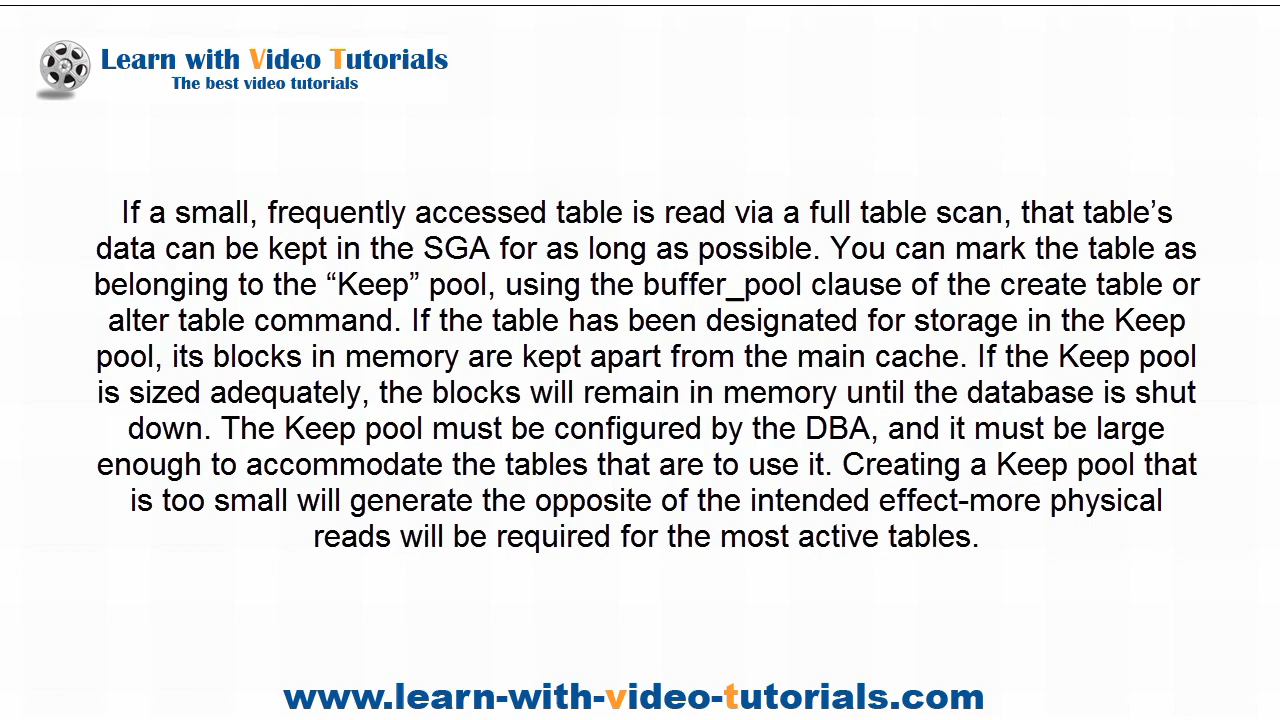 Learn with Video Tutorials
The best video tutorials
If a small, frequently accessed table is read via a full table scan, that table’s
data can be kept in the SGA for as long as possible. You can mark the table as
belonging to the “Keep” pool, using the buffer_pool clause of the create table or
alter table command. If the table has been designated for storage in the Keep
pool, its blocks in memory are kept apart from the main cache. If the Keep pool
is sized adequately, the blocks will remain in memory until the database is shut
down. The Keep pool must be configured by the DBA, and it must be large
enough to accommodate the tables that are to use it. Creating a Keep pool that
is too small will generate the opposite of the intended effect-more physical
reads will be required for the most active tables.
www.learn-with-video-tutorials.com